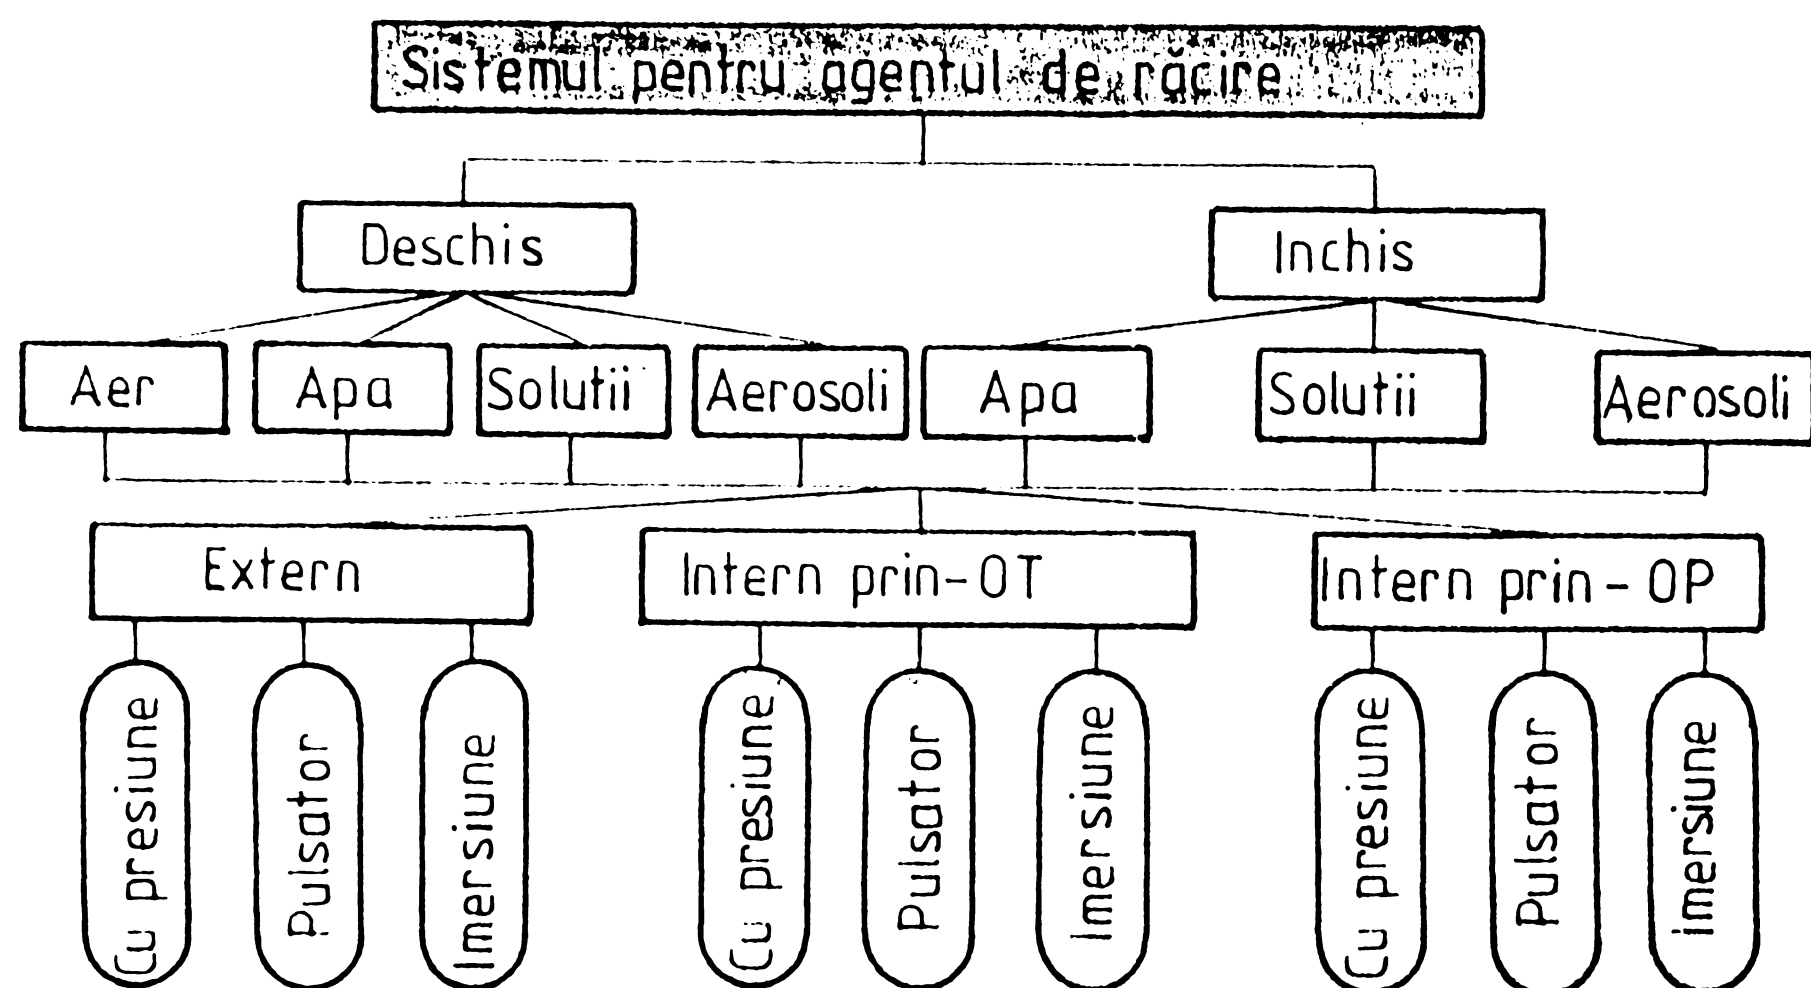 Sistemul pentru agentul de răcire
Deschis
Inchis
Aer
Apa
Solutii
Aerosoli
Apa
Solutii
Aerosoli
Extern
Intern prin-OT
Intern prin-OP
Cu presiune
Pulsator
Imersiune
Cu presiune
Pulsator
Imersiune
Cu presiune
Pulsator
imersiune